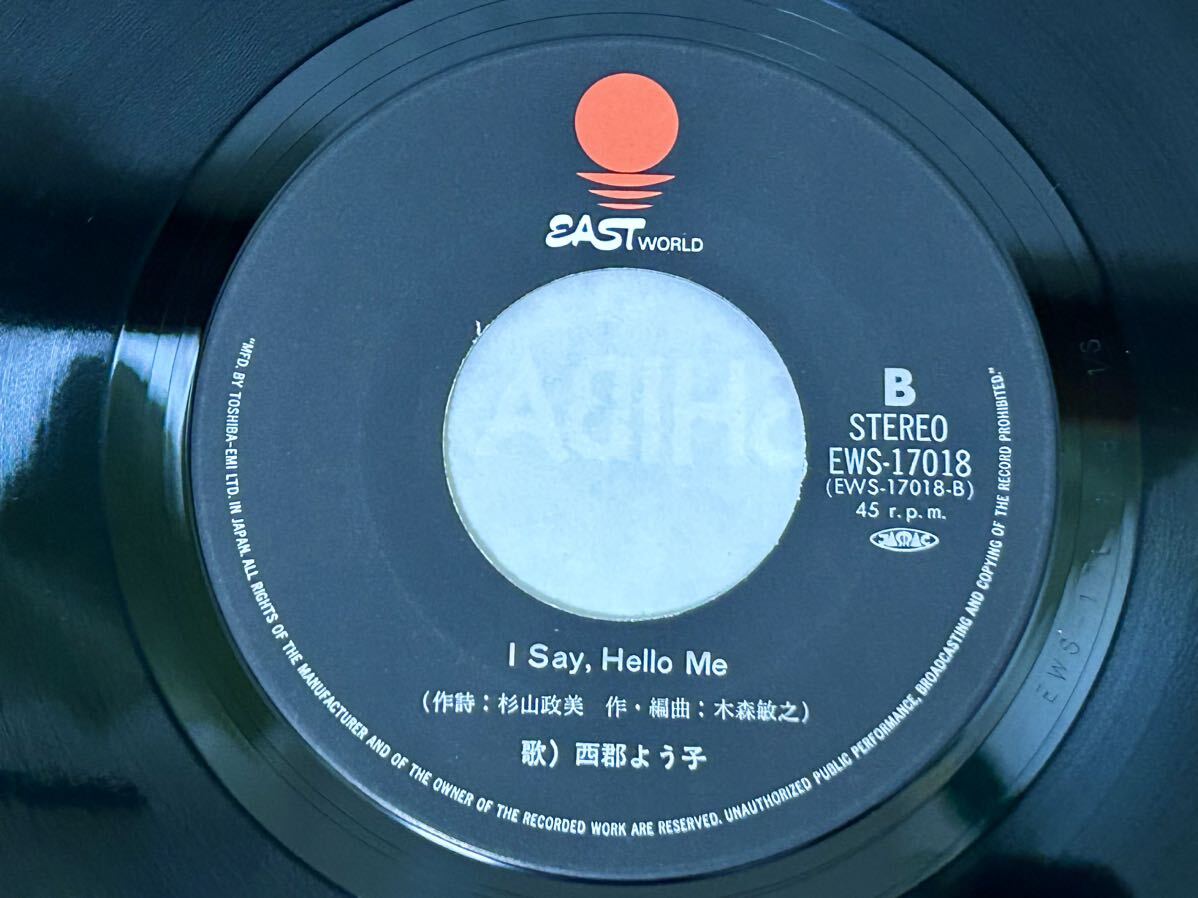 EAST WORLD
B
STEREO
EWS-17018
(EWS-17018-B)
45 r.p.m.
JASRAC
I Say, Hello Me
(作詩：杉山政美 作・編曲：木森敏之)
歌）西郡よう子
"MFD. BY TOSHIBA-EMI LTD. IN JAPAN. ALL RIGHTS OF THE MANUFACTURER AND OF THE OWNER OF THE RECORDED WORK ARE RESERVED. UNAUTHORIZED PUBLIC PERFORMANCE, BROADCASTING AND COPYING OF THE RECORD PROHIBITED."